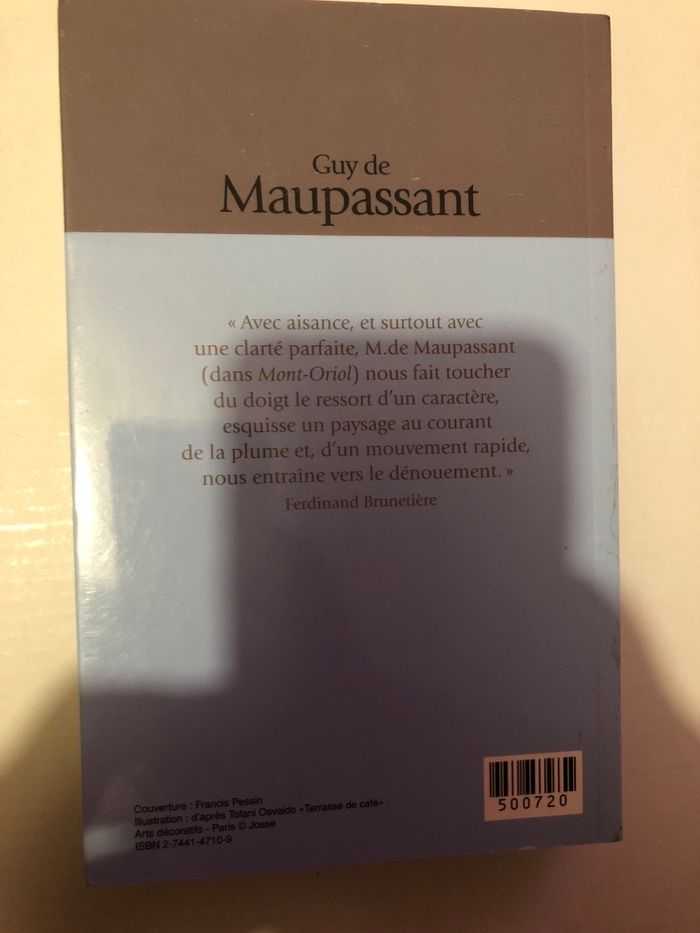 Guy de
Maupassant
« Avec aisance, et surtout avec
une clarté parfaite, M.de Maupassant
(dans Mont-Oriol) nous fait toucher
du doigt le ressort d'un caractère,
esquisse un paysage au courant
de la plume et, d'un mouvement rapide,
nous entraîne vers le dénouement. »
Ferdinand Brunetière
500720
Couverture : Francis Pessin
Illustration : d'après Tofani Osvaldo «Terrasse de café»
Arts décoratifs - Paris © Josse
ISBN 2-7441-4710-9